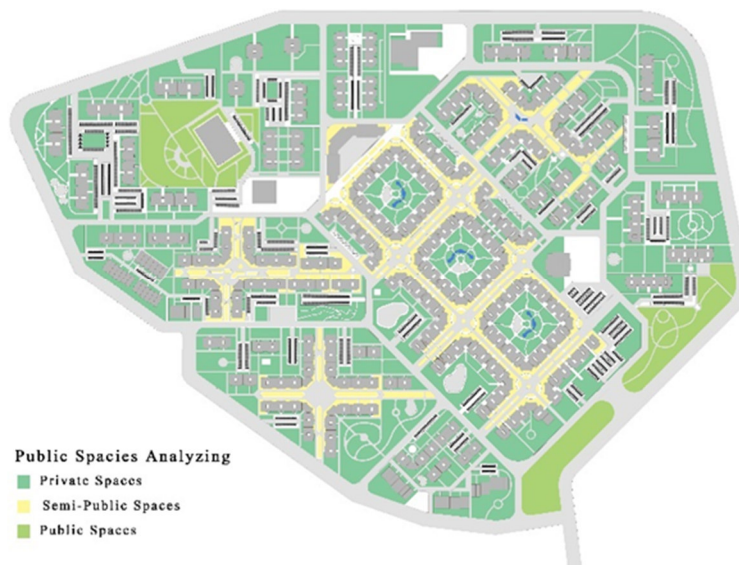 Public Spacies Analyzing
Private Spaces
Semi-Public Spaces
Public Spaces